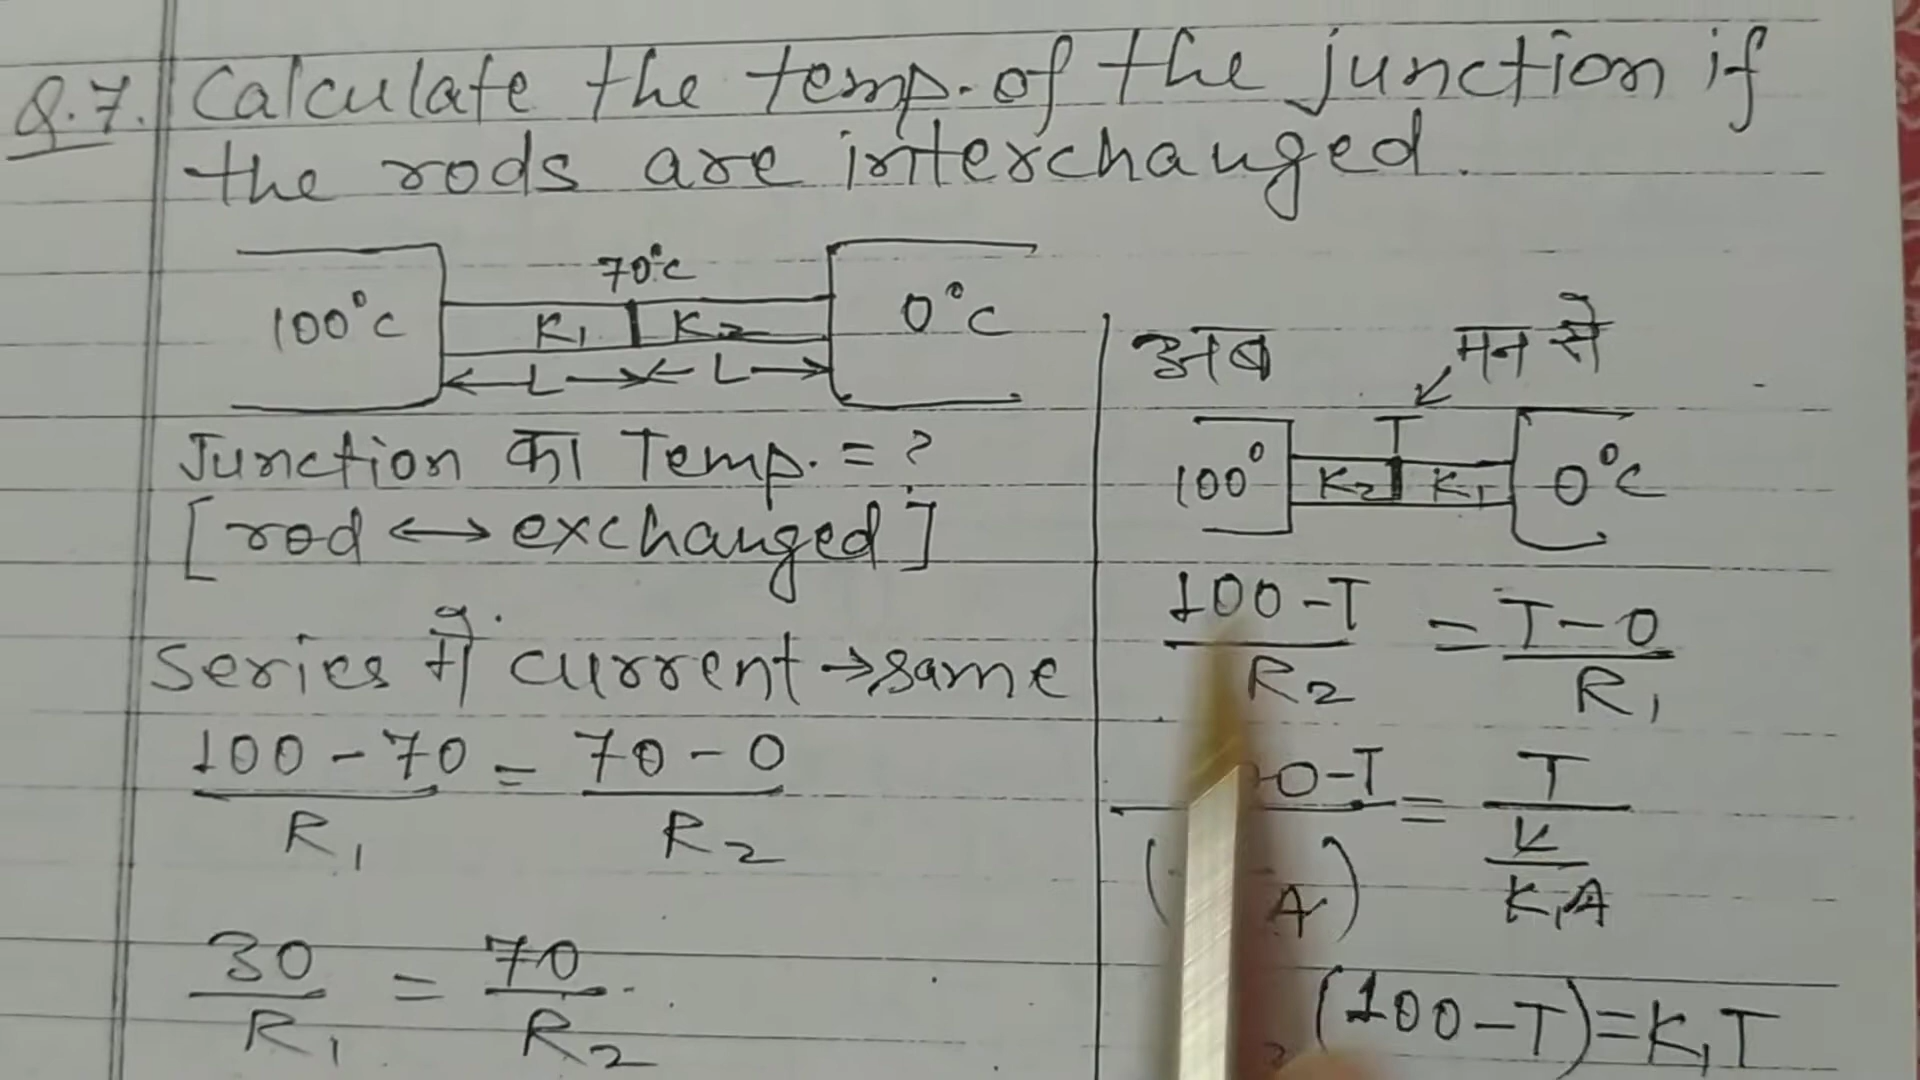 Q.7. Calculate the temp. of the junction if
the rods are interchanged.
70°C
100°C K₁ K₂ 0°C
L L
Junction का Temp. = ?
[rod ↔ exchanged]
Series में current → same
100 - 70 / R₁ = 70 - 0 / R₂
30 / R₁ = 70 / R₂
अब मन से
T
100° K₂ K₁ 0°C
100 - T / R₂ = T - 0 / R₁
0 - T / ( A) = T / K₁A
(100 - T) = K₁T